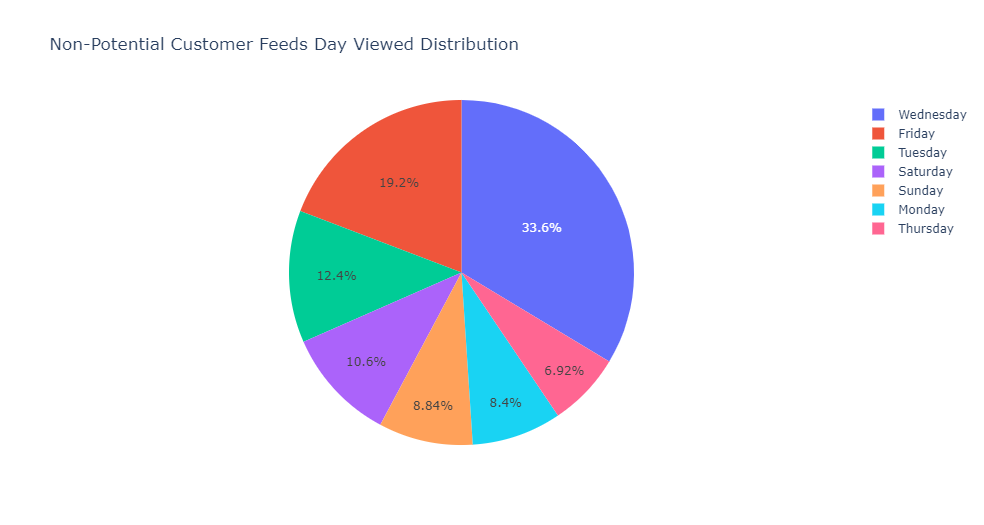 Non-Potential Customer Feeds Day Viewed Distribution
Wednesday
Friday
Tuesday
Saturday
Sunday
Monday
Thursday
19.2%
33.6%
12.4%
10.6%
6.92%
8.84%
8.4%